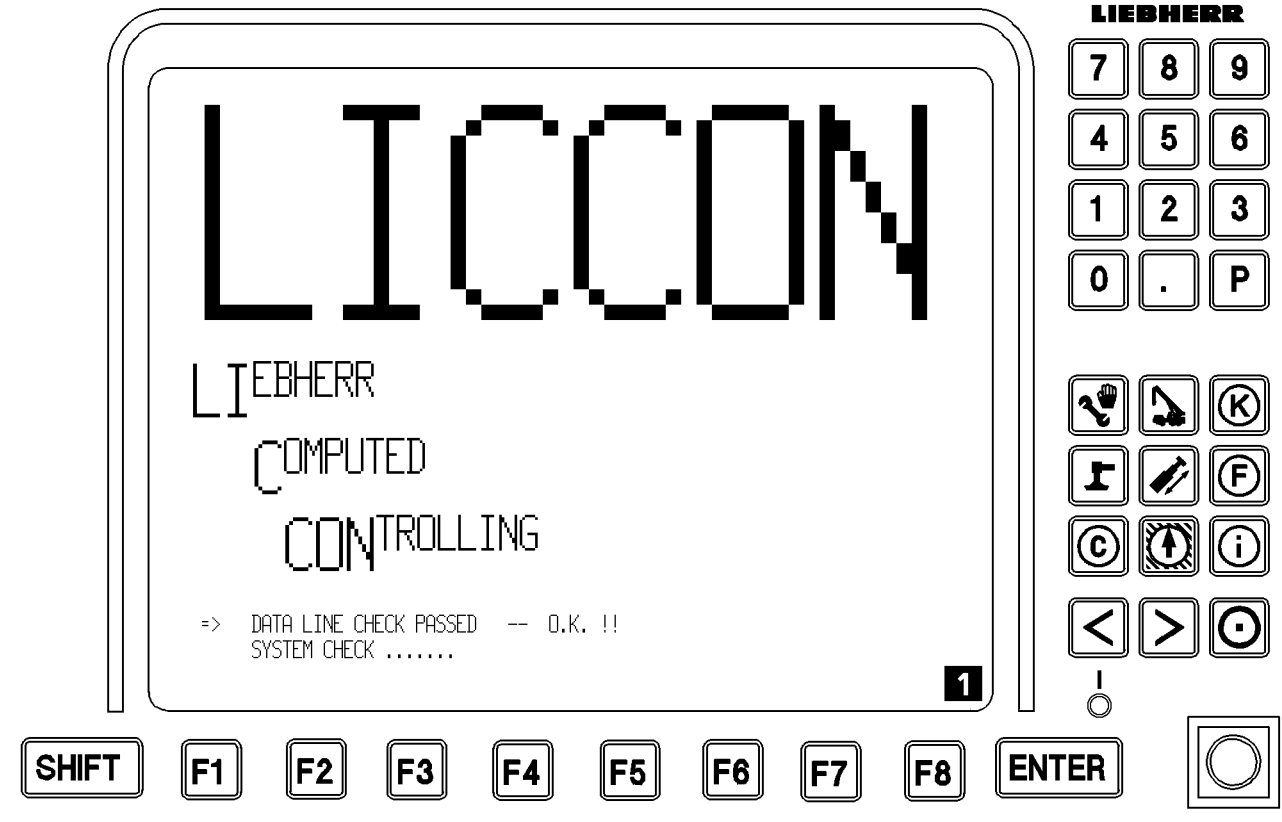 LIEBHERR
LICCON
LIEBHERR
COMPUTED
CONTROLLING
=> DATA LINE CHECK PASSED -- O.K. !!
SYSTEM CHECK .......
1
7 8 9
4 5 6
1 2 3
0 . P
K
F
C i
< >
I
SHIFT F1 F2 F3 F4 F5 F6 F7 F8 ENTER